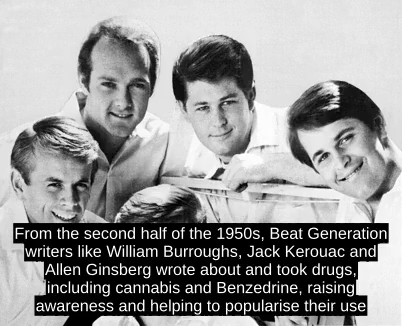 From the second half of the 1950s, Beat Generation
writers like William Burroughs, Jack Kerouac and
Allen Ginsberg wrote about and took drugs,
including cannabis and Benzedrine, raising
awareness and helping to popularise their use